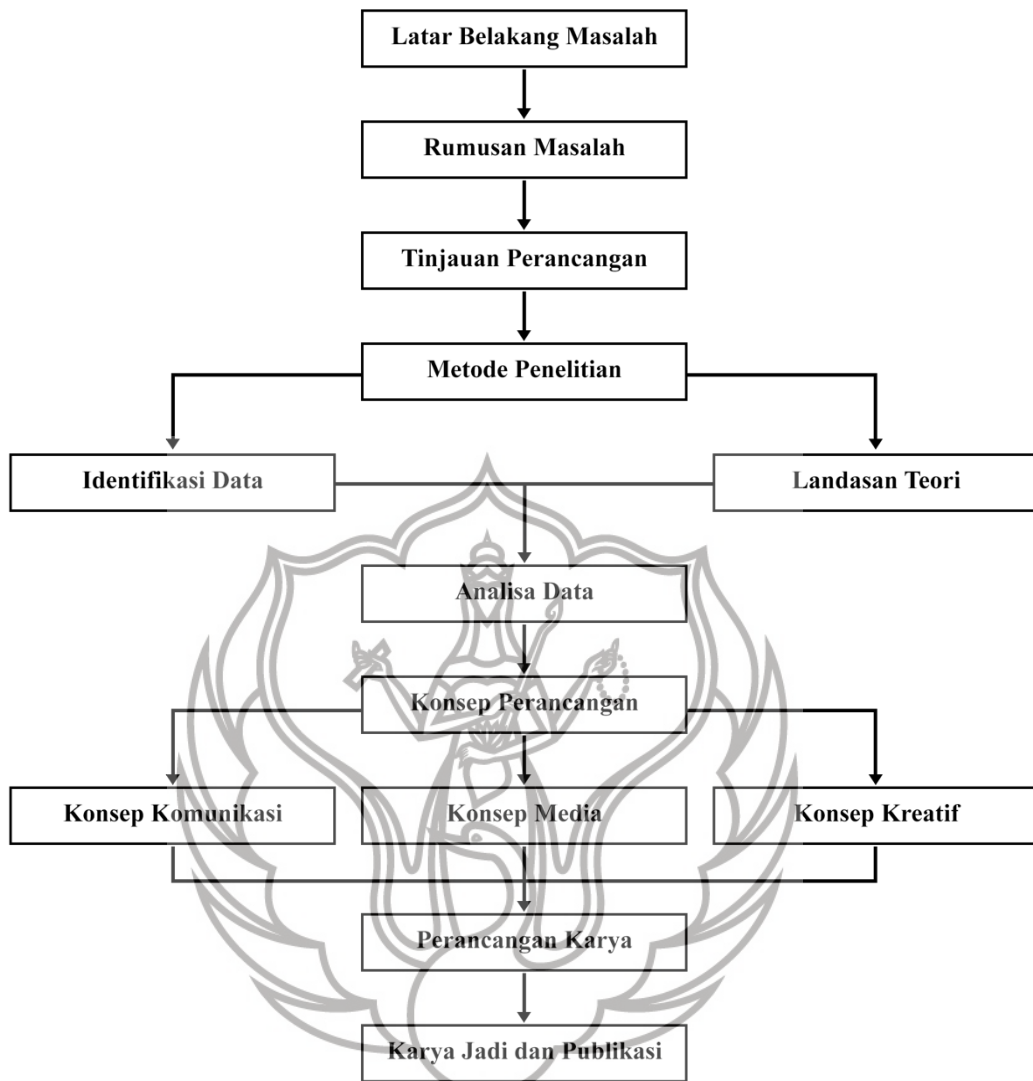 Latar Belakang Masalah
Rumusan Masalah
Tinjauan Perancangan
Metode Penelitian
Identifikasi Data
Landasan Teori
Analisa Data
Konsep Perancangan
Konsep Komunikasi
Konsep Media
Konsep Kreatif
Perancangan Karya
Karya Jadi dan Publikasi